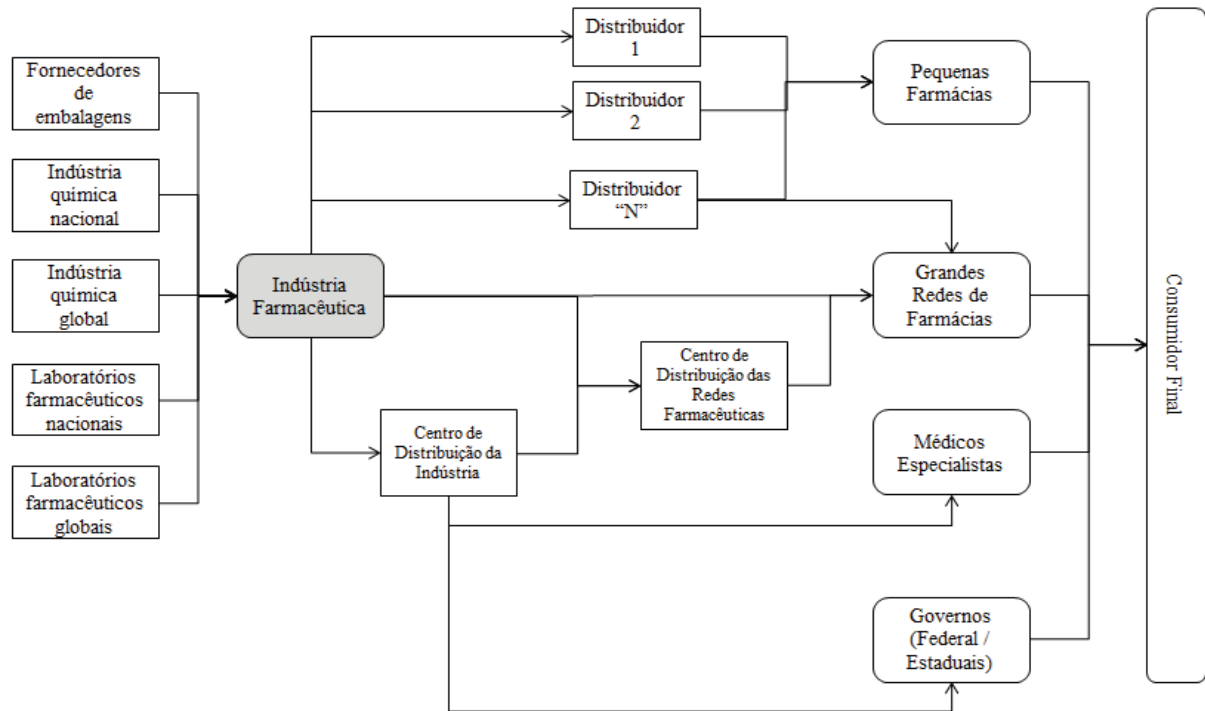 Fornecedores
de
embalagens
Indústria
química
nacional
Indústria
química
global
Laboratórios
farmacêuticos
nacionais
Laboratórios
farmacêuticos
globais
Indústria
Farmacêutica
Distribuidor
1
Distribuidor
2
Distribuidor
“N”
Centro de
Distribuição das
Redes
Farmacêuticas
Centro de
Distribuição da
Indústria
Pequenas
Farmácias
Grandes
Redes de
Farmácias
Médicos
Especialistas
Governos
(Federal /
Estaduais)
Consumidor Final